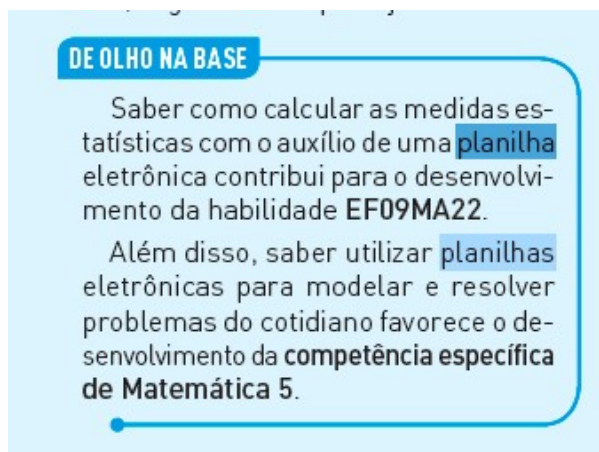 DE OLHO NA BASE
Saber como calcular as medidas es-
tatísticas com o auxílio de uma planilha
eletrônica contribui para o desenvolvi-
mento da habilidade EF09MA22.
Além disso, saber utilizar planilhas
eletrônicas para modelar e resolver
problemas do cotidiano favorece o de-
senvolvimento da competência específica
de Matemática 5.